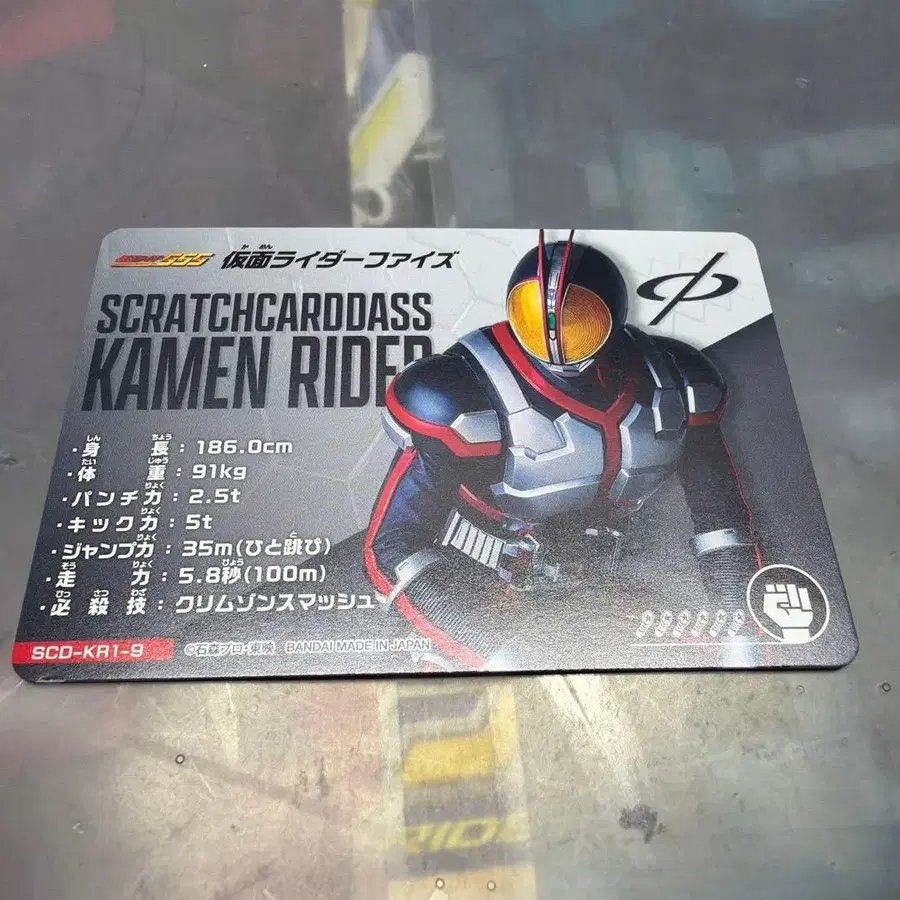 555 仮面ライダーファイズ
SCRATCHCARDDASS
KAMEN RIDER
・身長：186.0cm
・体重：91kg
・パンチ力：2.5t
・キック力：5t
・ジャンプ力：35m(ひと跳び)
・走力：5.8秒(100m)
・必殺技：クリムゾンスマッシュ
SCD-KR1-9 ©石森プロ・東映 BANDAI MADE IN JAPAN